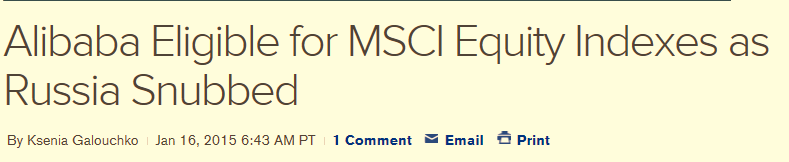 Alibaba Eligible for MSCI Equity Indexes as
Russia Snubbed
By Ksenia Galouchko | Jan 16, 2015 6:43 AM PT | 1 Comment Email Print